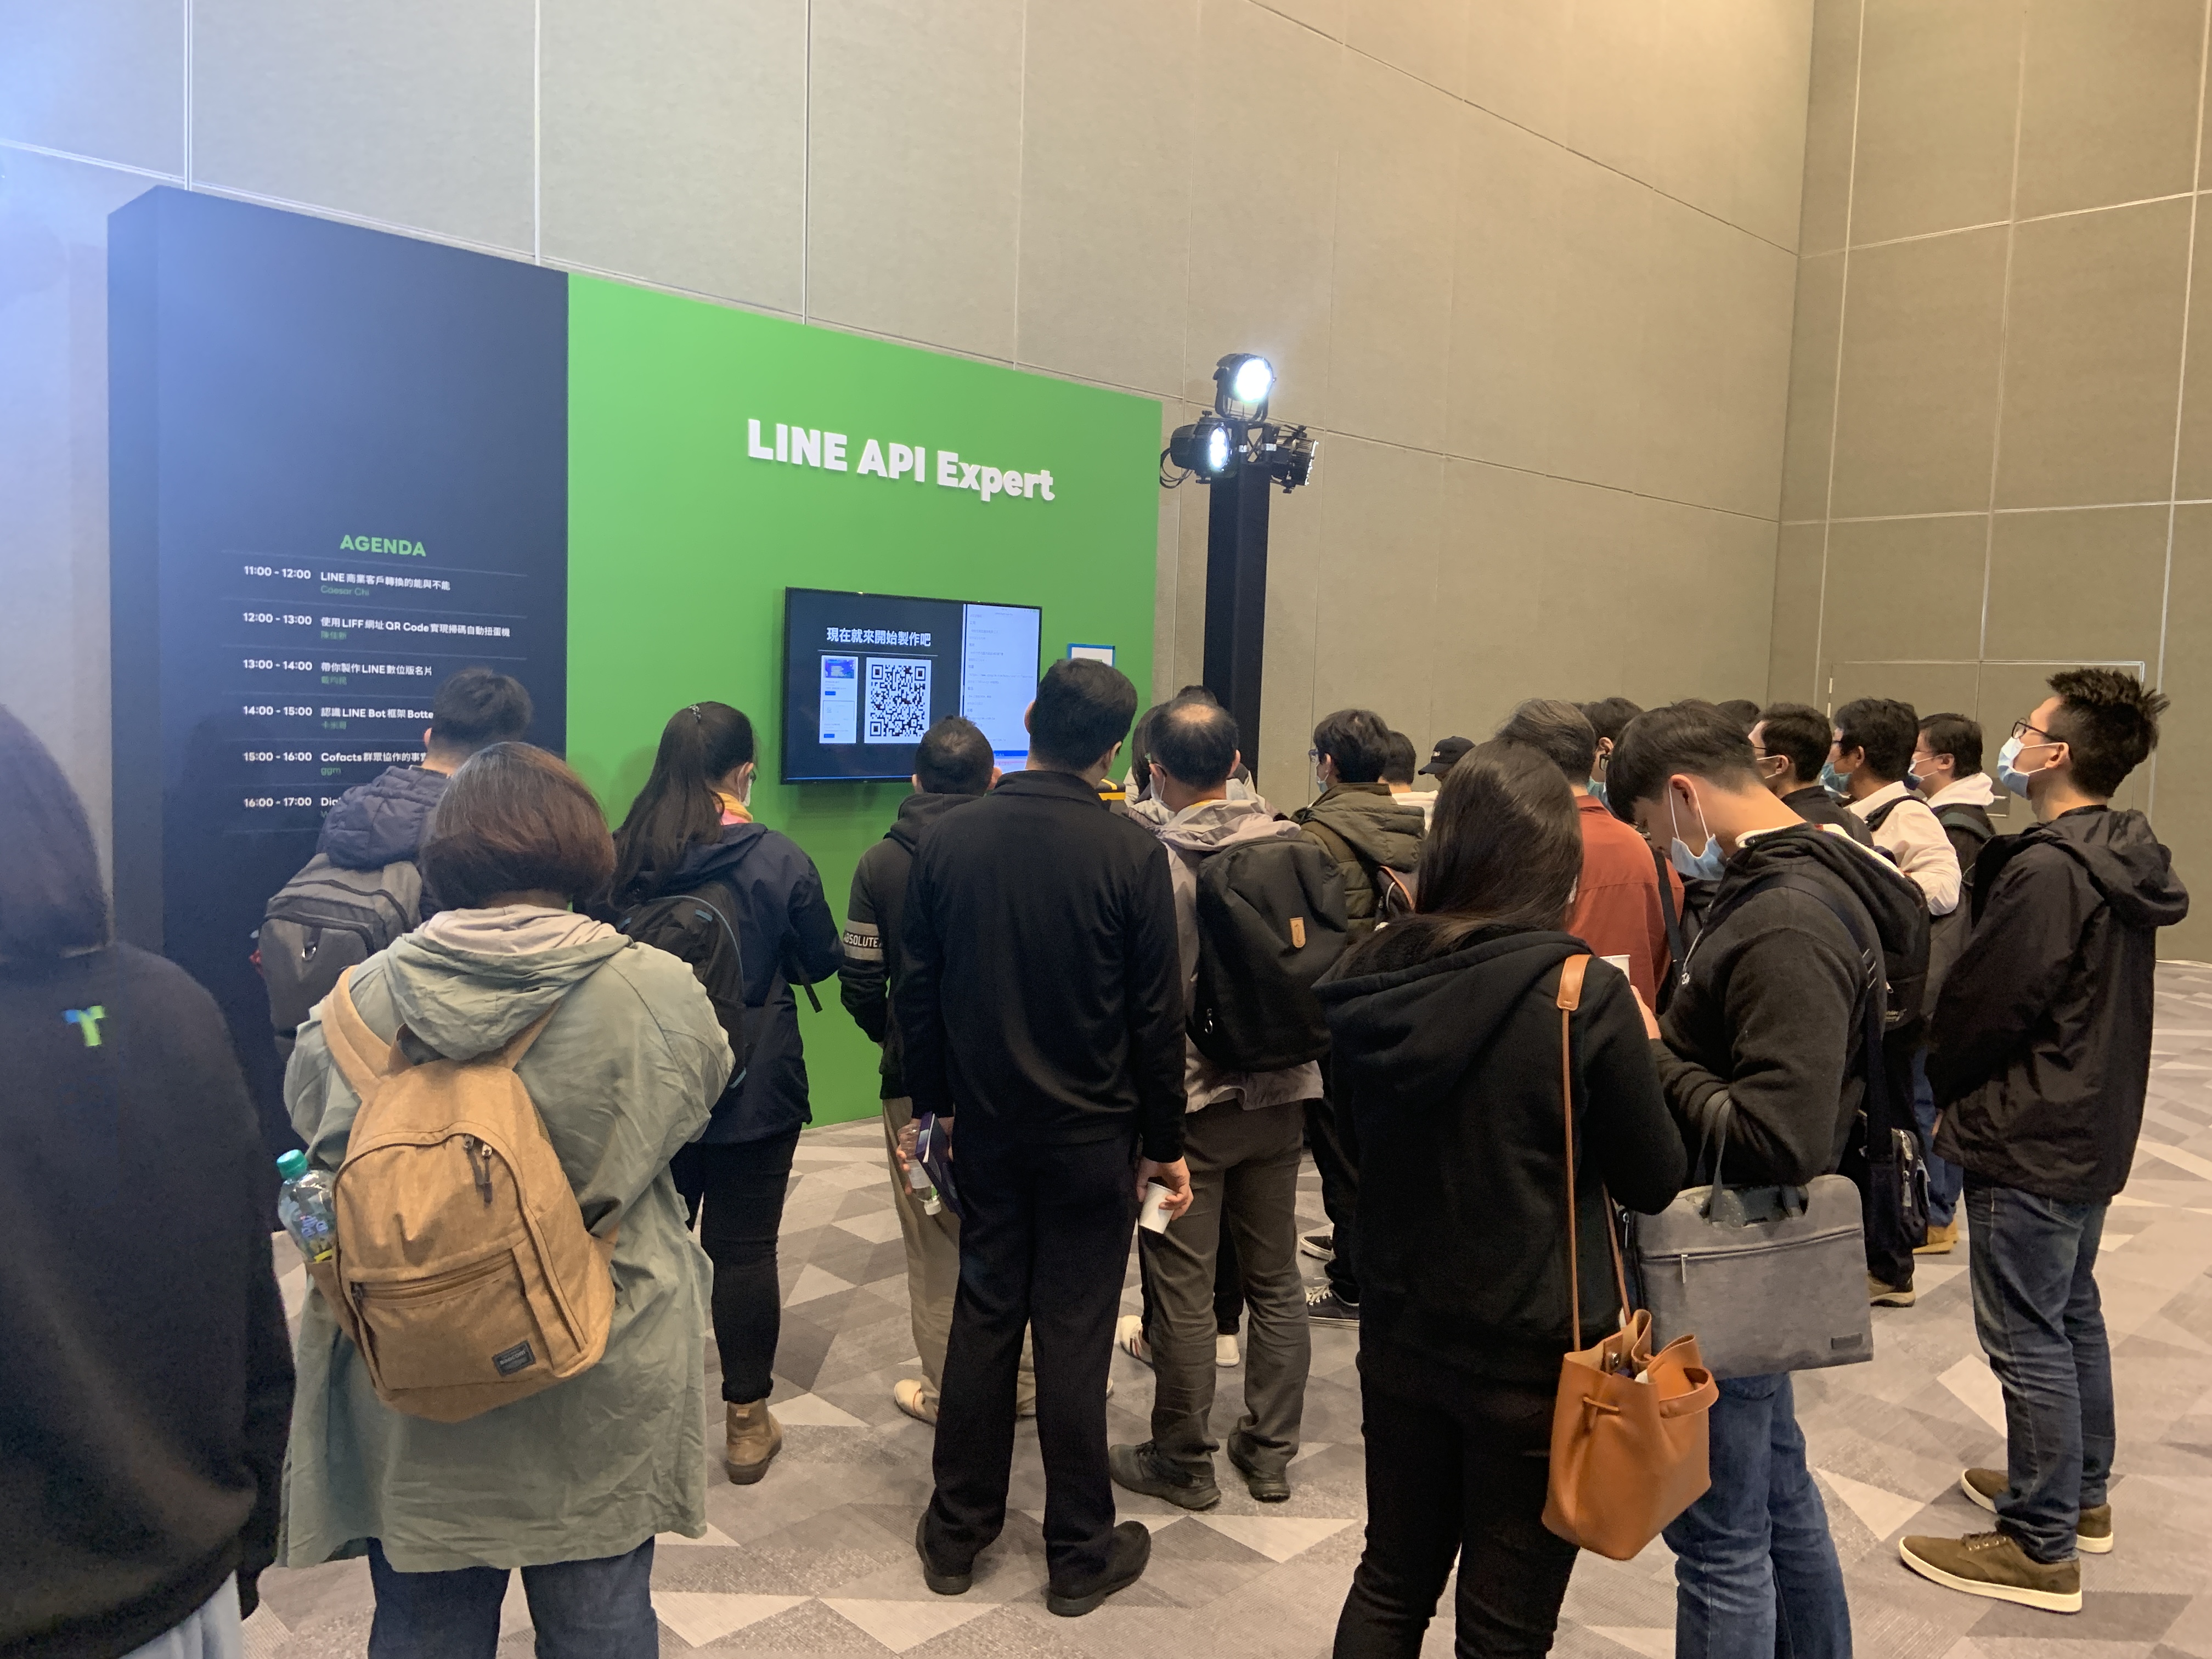 LINE API Expert
AGENDA
11:00 - 12:00 LINE 商業客戶轉換的能與不能
Caesar Chi
12:00 - 13:00 使用 LIFF 網址 QR Code 實現掃碼自動扭蛋機
13:00 - 14:00 帶你製作 LINE 數位版名片
14:00 - 15:00 認識 LINE Bot 框架 Botte
15:00 - 16:00 Cofacts 群眾協作的事實
ggm
16:00 - 17:00
現在就來開始製作吧
ABSOLUTE